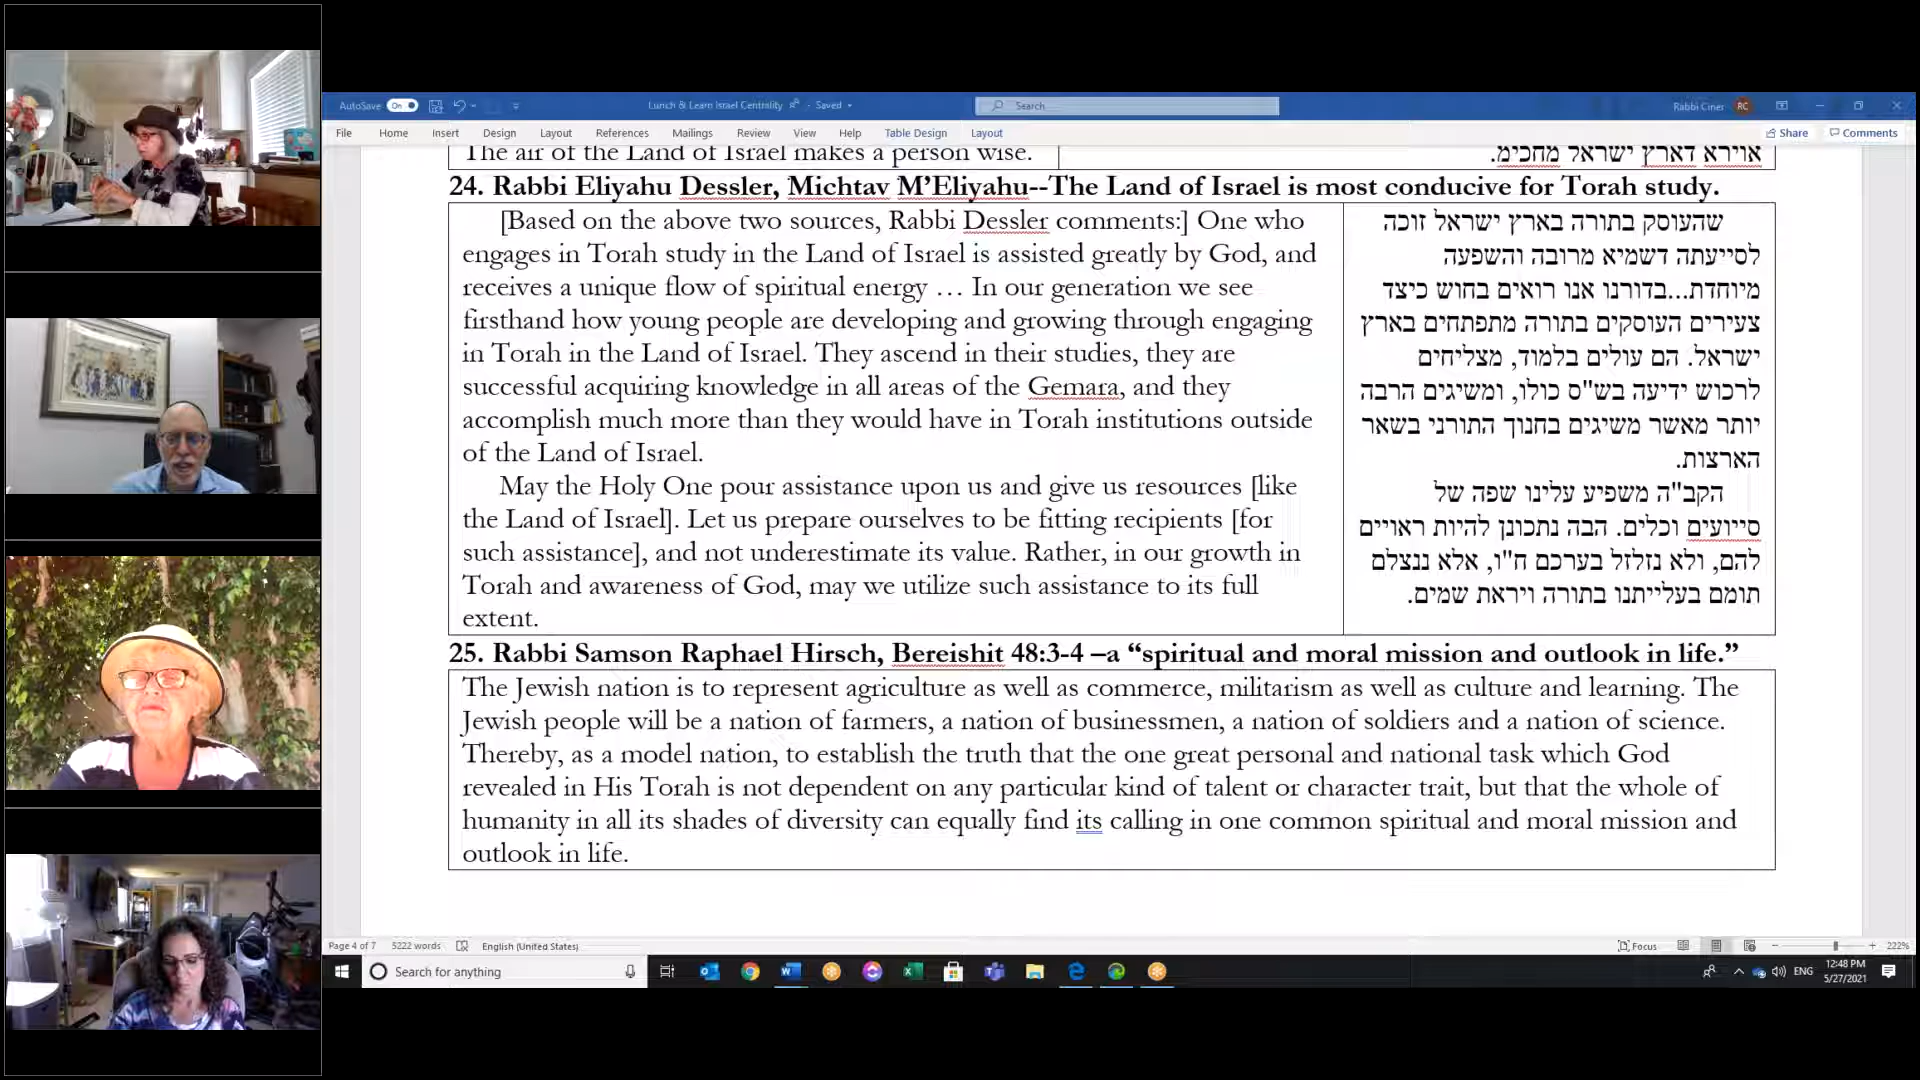 AutoSave On Lunch & Learn Israel Centrality - Saved Search Rabbi Ciner RC
File Home Insert Design Layout References Mailings Review View Help Table Design Layout Share Comments
The air of the Land of Israel makes a person wise.
אוירא דארץ ישראל מחכימ.
24. Rabbi Eliyahu Dessler, Michtav M’Eliyahu--The Land of Israel is most conducive for Torah study.
[Based on the above two sources, Rabbi Dessler comments:] One who
engages in Torah study in the Land of Israel is assisted greatly by God, and
receives a unique flow of spiritual energy … In our generation we see
firsthand how young people are developing and growing through engaging
in Torah in the Land of Israel. They ascend in their studies, they are
successful acquiring knowledge in all areas of the Gemara, and they
accomplish much more than they would have in Torah institutions outside
of the Land of Israel.
May the Holy One pour assistance upon us and give us resources [like
the Land of Israel]. Let us prepare ourselves to be fitting recipients [for
such assistance], and not underestimate its value. Rather, in our growth in
Torah and awareness of God, may we utilize such assistance to its full
extent.
שהעוסק בתורה בארץ ישראל זוכה
לסייעתה דשמיא מרובה והשפעה
מיוחדת...בדורנו אנו רואים בחוש כיצד
צעירים העוסקים בתורה מתפתחים בארץ
ישראל. הם עולים בלמוד, מצליחים
לרכוש ידיעה בש"ס כולו, ומשיגים הרבה
יותר מאשר משיגים בחנוך התורני בשאר
הארצות.
הקב"ה משפיע עלינו שפה של
סייועים וכלים. הבה נתכונן להיות ראויים
להם, ולא נזלזל בערכם ח"ו, אלא ננצלם
תומם בעלייתנו בתורה ויראת שמים.
25. Rabbi Samson Raphael Hirsch, Bereishit 48:3-4 –a “spiritual and moral mission and outlook in life.”
The Jewish nation is to represent agriculture as well as commerce, militarism as well as culture and learning. The
Jewish people will be a nation of farmers, a nation of businessmen, a nation of soldiers and a nation of science.
Thereby, as a model nation, to establish the truth that the one great personal and national task which God
revealed in His Torah is not dependent on any particular kind of talent or character trait, but that the whole of
humanity in all its shades of diversity can equally find its calling in one common spiritual and moral mission and
outlook in life.
Page 4 of 7 5222 words English (United States) Focus 222%
Search for anything ENG 12:48 PM
5/27/2021